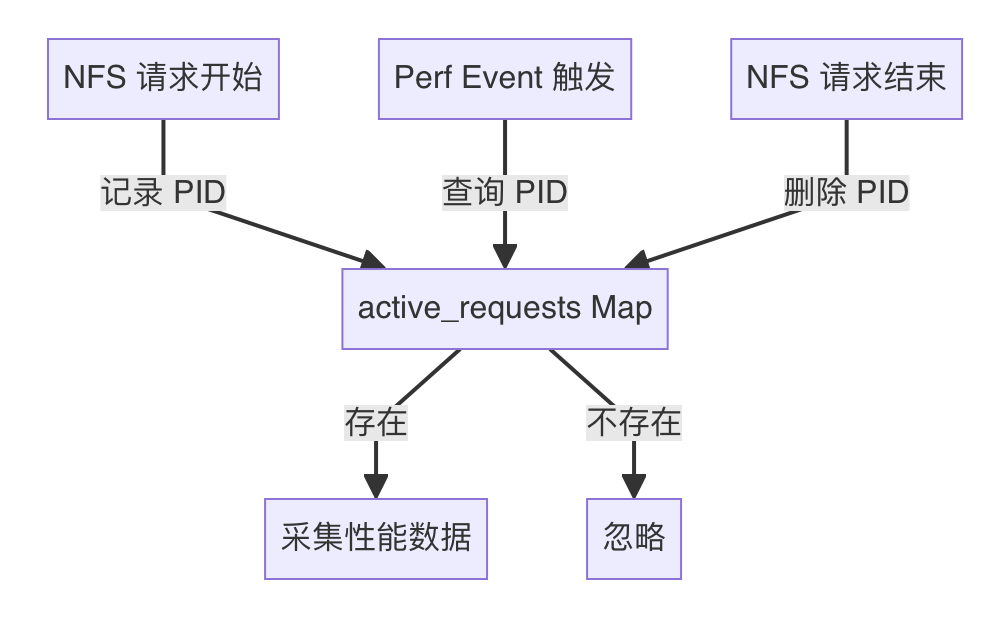 NFS 请求开始
Perf Event 触发
NFS 请求结束
记录 PID
查询 PID
删除 PID
active_requests Map
存在
不存在
采集性能数据
忽略